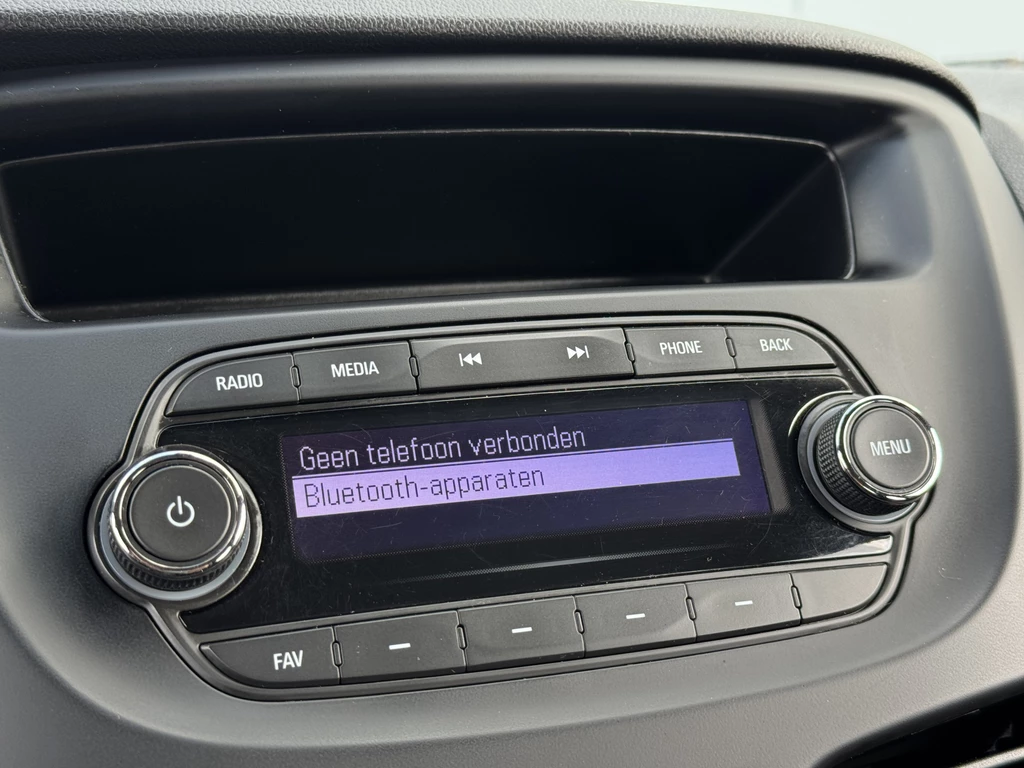 RADIO
MEDIA
PHONE
BACK
Geen telefoon verbonden
Bluetooth-apparaten
MENU
FAV